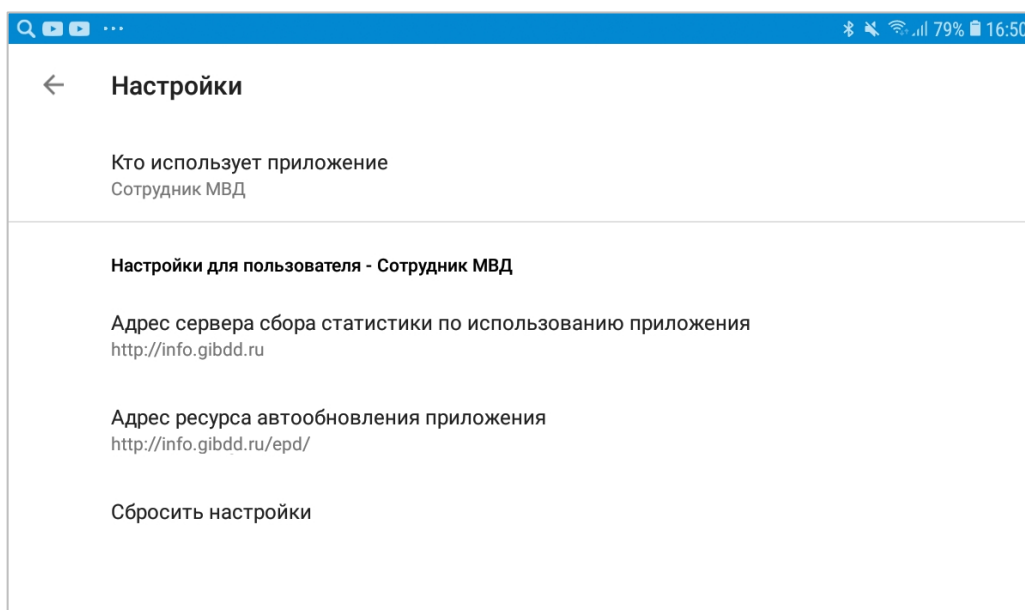 79% 16:50
Настройки
Кто использует приложение
Сотрудник МВД
Настройки для пользователя - Сотрудник МВД
Адрес сервера сбора статистики по использованию приложения
http://info.gibdd.ru
Адрес ресурса автообновления приложения
http://info.gibdd.ru/epd/
Сбросить настройки